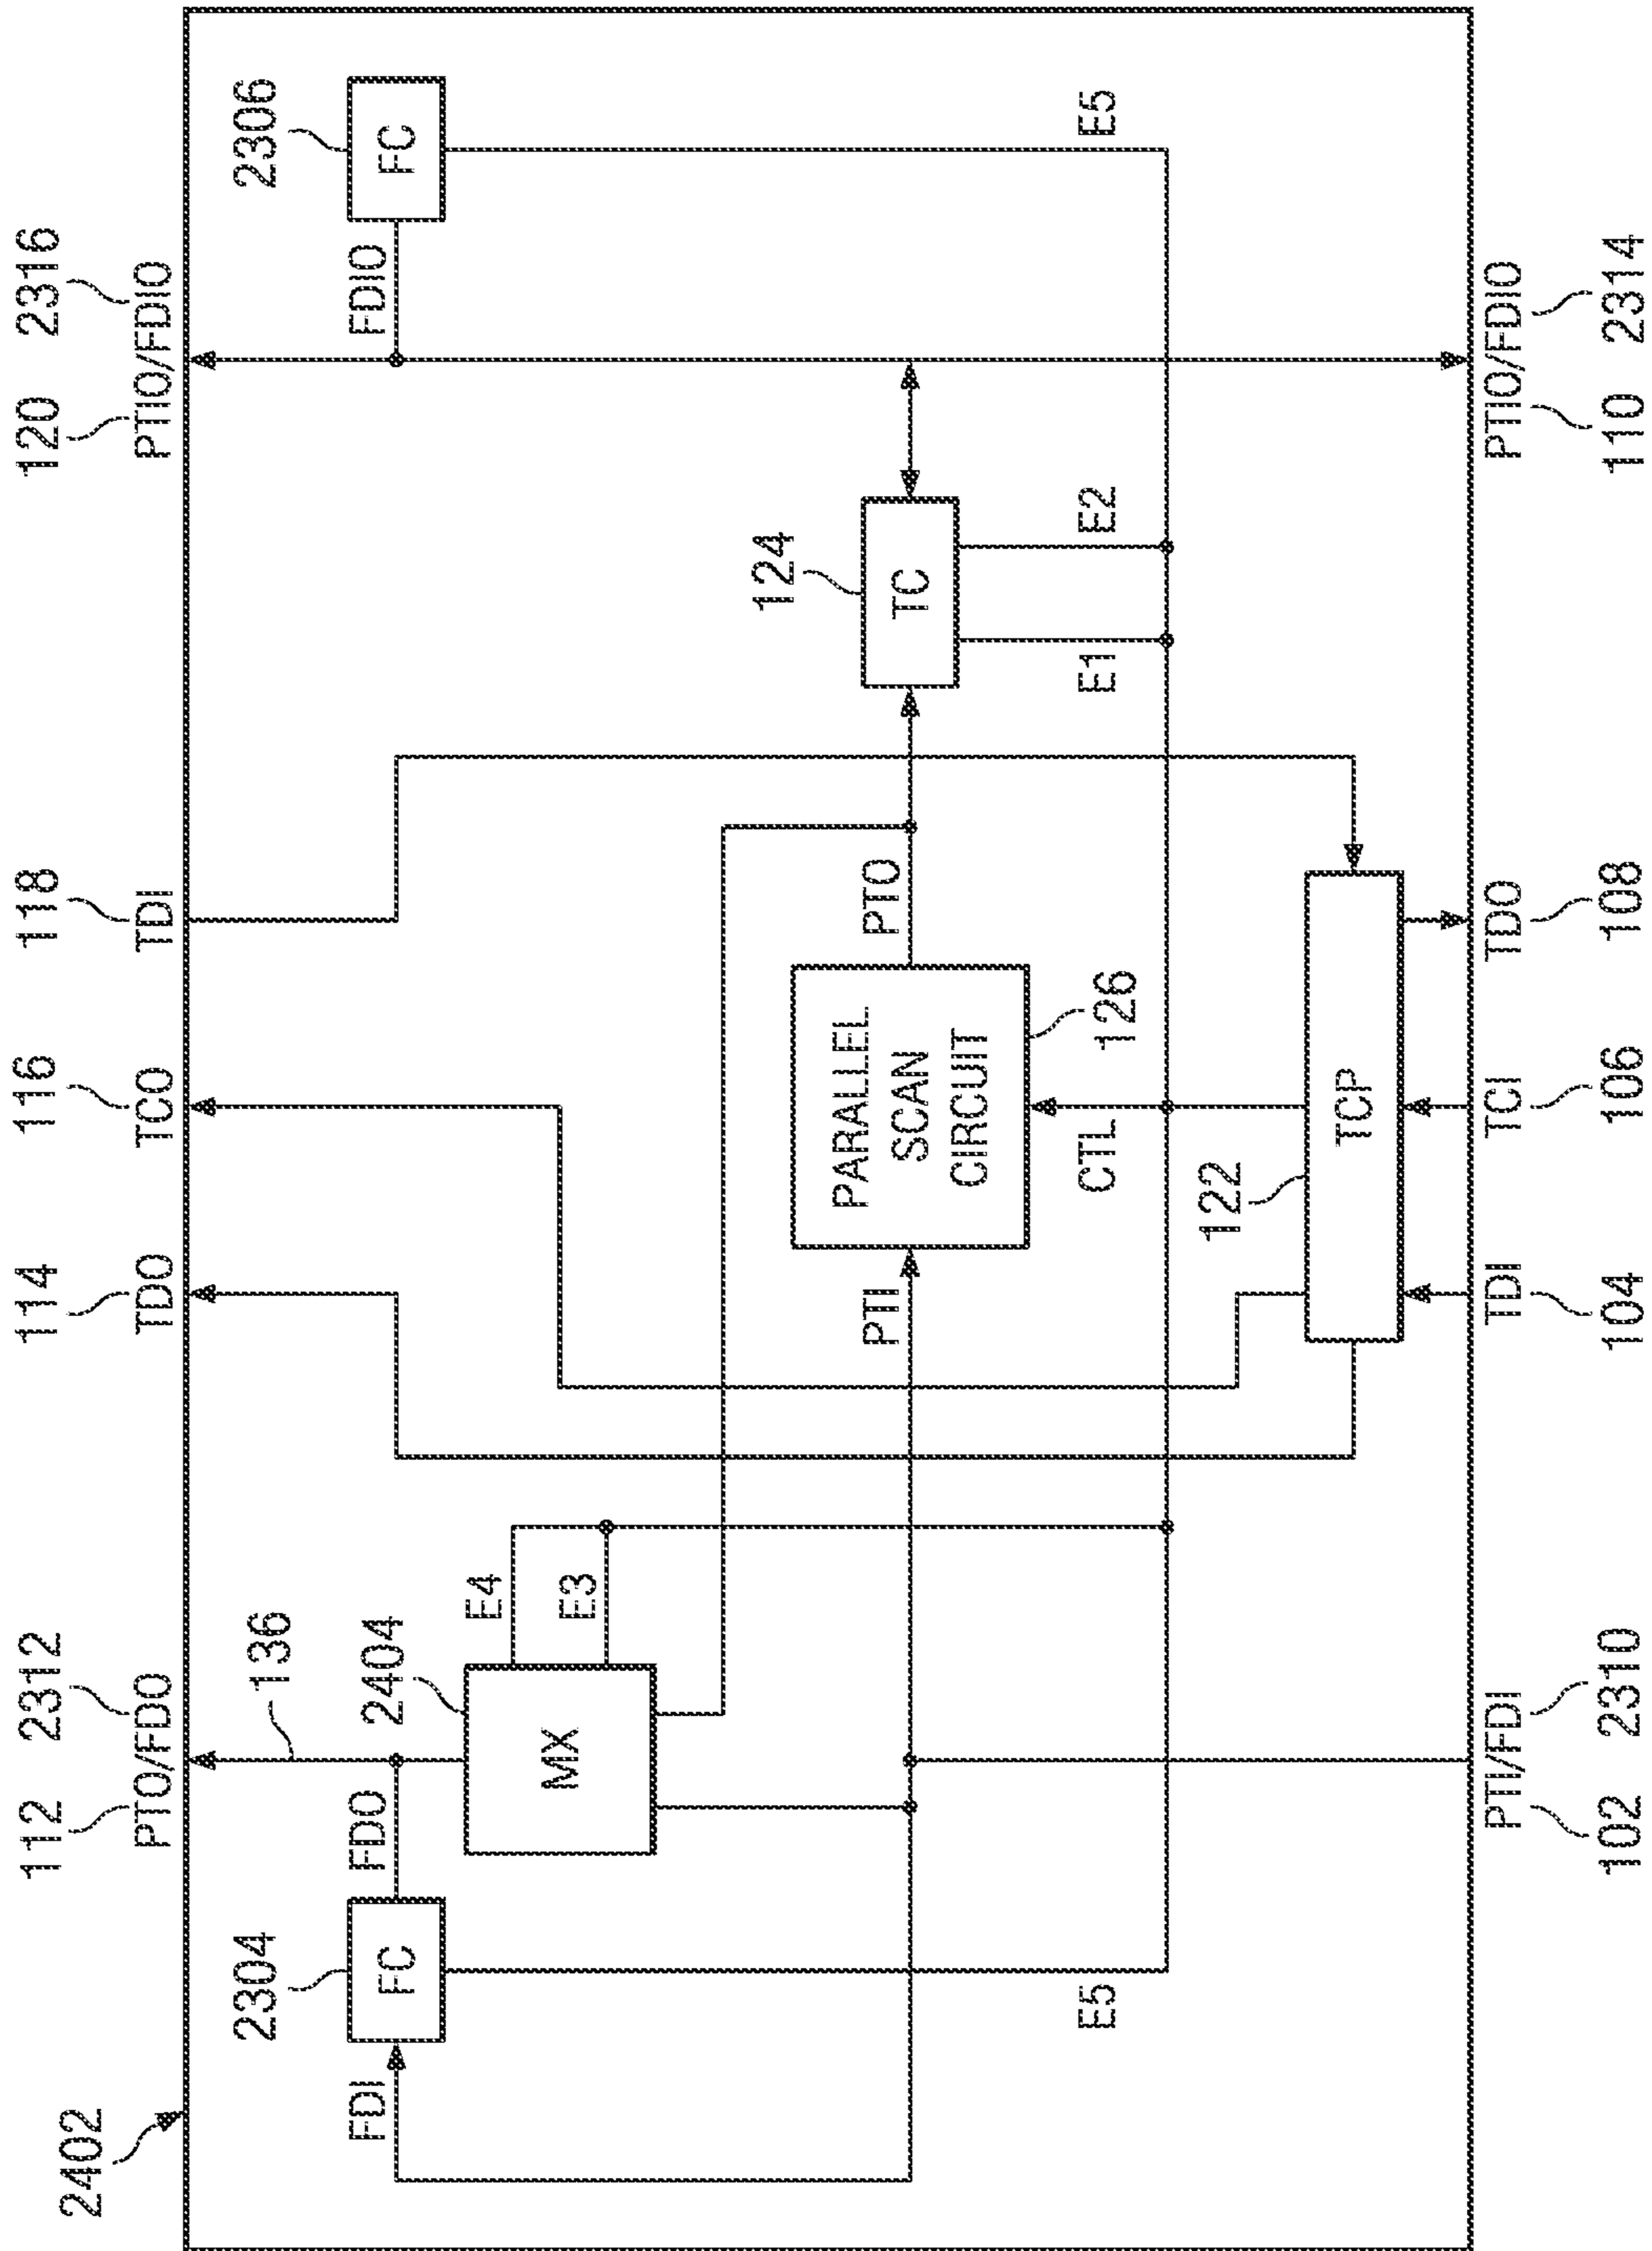 2402
112 2312
PTO/FDO
114
TDO
116
TCO
118
TDI
120 2316
PTIO/FDIO
136
2304
FC
FDI
FDO
2404
MX
E4
E3
2306
FC
FDIO
124
TC
PARALLEL
SCAN
CIRCUIT
126
PTI
PTO
E5
CTL
E1
E2
E5
122
TCP
PTI/FDI
102 2310
TDI
104
TCI
106
TDO
108
PTIO/FDIO
110 2314